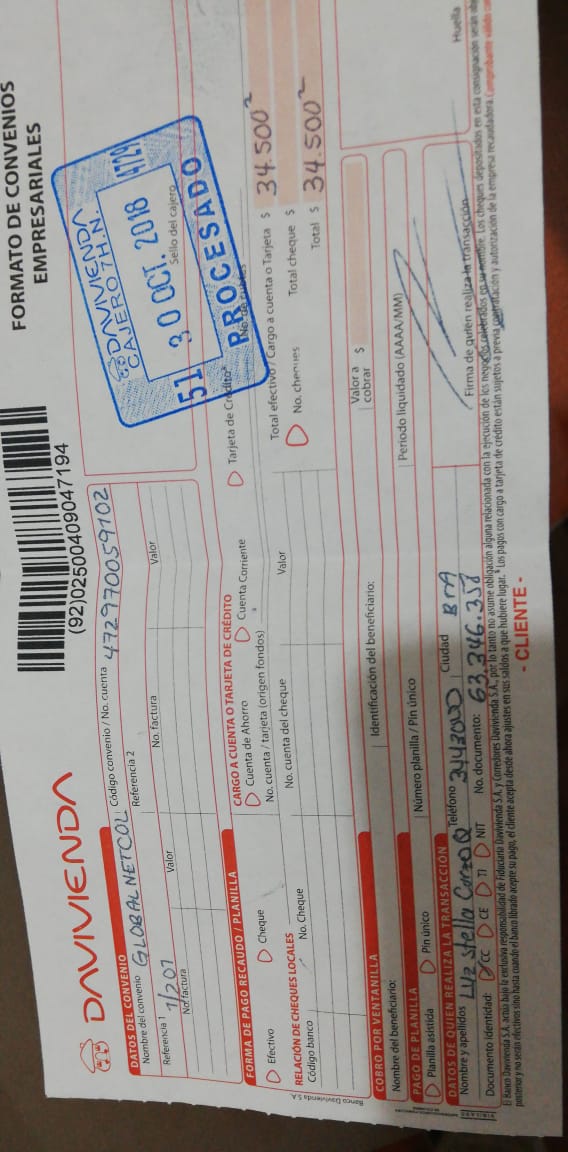 DAVIVIENDA
FORMATO DE CONVENIOS
EMPRESARIALES
(92)02500409047194
DATOS DEL CONVENIO
Nombre del convenio GLOBALNETCOL Código convenio / No. cuenta 472970059102
Referencia 1 1/201 Referencia 2
No. factura Valor No. factura Valor
DAVIVIENDA
CAJERO 7 H.N.
51 30 OCT. 2018 4729
PROCESADO
Sello del cajero
FORMA DE PAGO RECAUDO / PLANILLA
Efectivo Cheque
CARGO A CUENTA O TARJETA DE CRÉDITO
Cuenta de Ahorro Cuenta Corriente Tarjeta de Crédito*
No. cuenta / tarjeta (origen fondos) No. de cuotas
Total efectivo / Cargo a cuenta o Tarjeta $ 34.500
RELACIÓN DE CHEQUES LOCALES
Código banco No. Cheque No. cuenta del cheque Valor
No. cheques Total cheque $
Total $ 34.500
COBRO POR VENTANILLA
Nombre del beneficiario: Identificación del beneficiario: Valor a cobrar $
PAGO DE PLANILLA
Planilla asistida Pin único Número planilla / Pin único Periodo liquidado (AAAA/MM)
DATOS DE QUIEN REALIZA LA TRANSACCIÓN
Nombre y apellidos Luz Stella Corzo Q Teléfono Ciudad BTA
Documento identidad: CC CE TI NIT No. documento: 63.346.358 Firma de quien realiza la transacción Huella
El Banco Davivienda S.A. actúa bajo la exclusiva responsabilidad de Fiduciaria Davivienda S.A. y Corredores Davivienda S.A., por lo tanto no asume obligación alguna relacionada con la ejecución de los negocios celebrados en su nombre. Los cheques depositados en esta consignación serán
posterior y no serán efectivos sino hasta cuando el banco librado acepte su pago, el cliente acepta desde ahora ajustes en sus saldos a que hubiere lugar. * Los pagos con cargo a tarjeta de crédito están sujetos a previa contratación y autorización de la empresa recaudadora. Comprobante válido
- CLIENTE -
Banco Davivienda S.A.